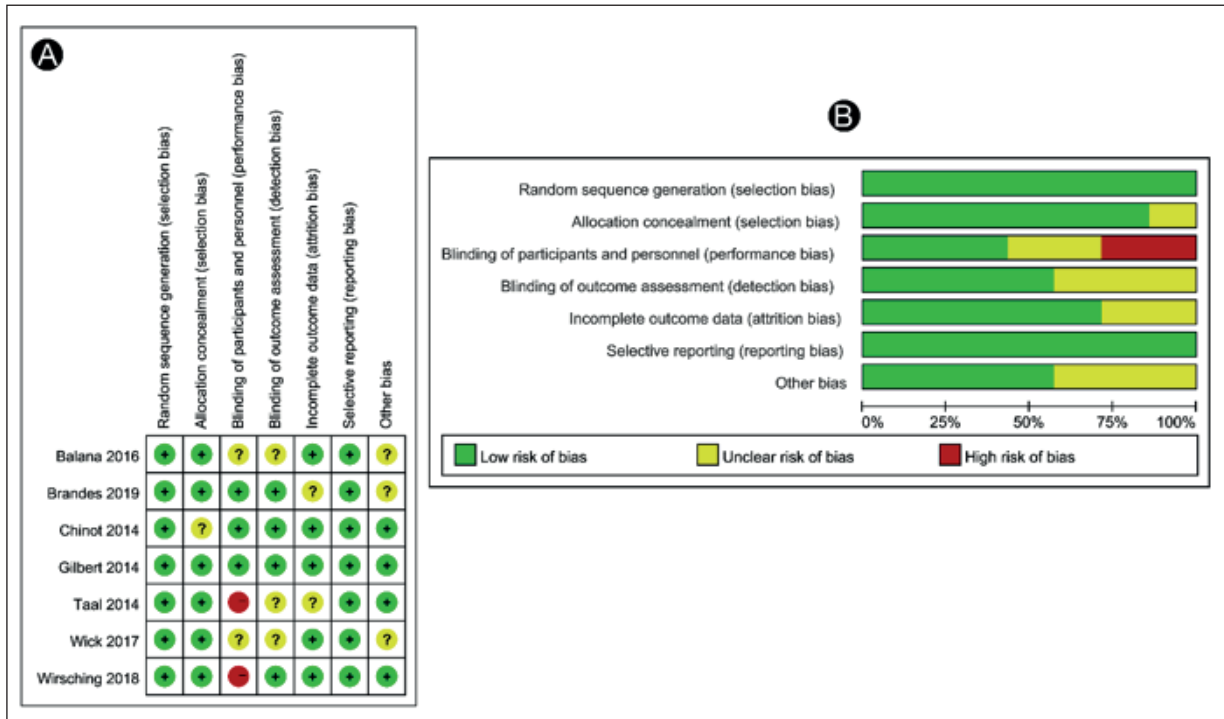 A
Random sequence generation (selection bias)
Allocation concealment (selection bias)
Blinding of participants and personnel (performance bias)
Blinding of outcome assessment (detection bias)
Incomplete outcome data (attrition bias)
Selective reporting (reporting bias)
Other bias
Balana 2016 + + ? ? + + ?
Brandes 2019 + + + + ? + ?
Chinot 2014 + ? + + + + +
Gilbert 2014 + + + + + + +
Taal 2014 + + - ? ? + +
Wick 2017 + + ? ? + + ?
Wirsching 2018 + + - + + + +
B
Random sequence generation (selection bias)
Allocation concealment (selection bias)
Blinding of participants and personnel (performance bias)
Blinding of outcome assessment (detection bias)
Incomplete outcome data (attrition bias)
Selective reporting (reporting bias)
Other bias
0% 25% 50% 75% 100%
Low risk of bias Unclear risk of bias High risk of bias